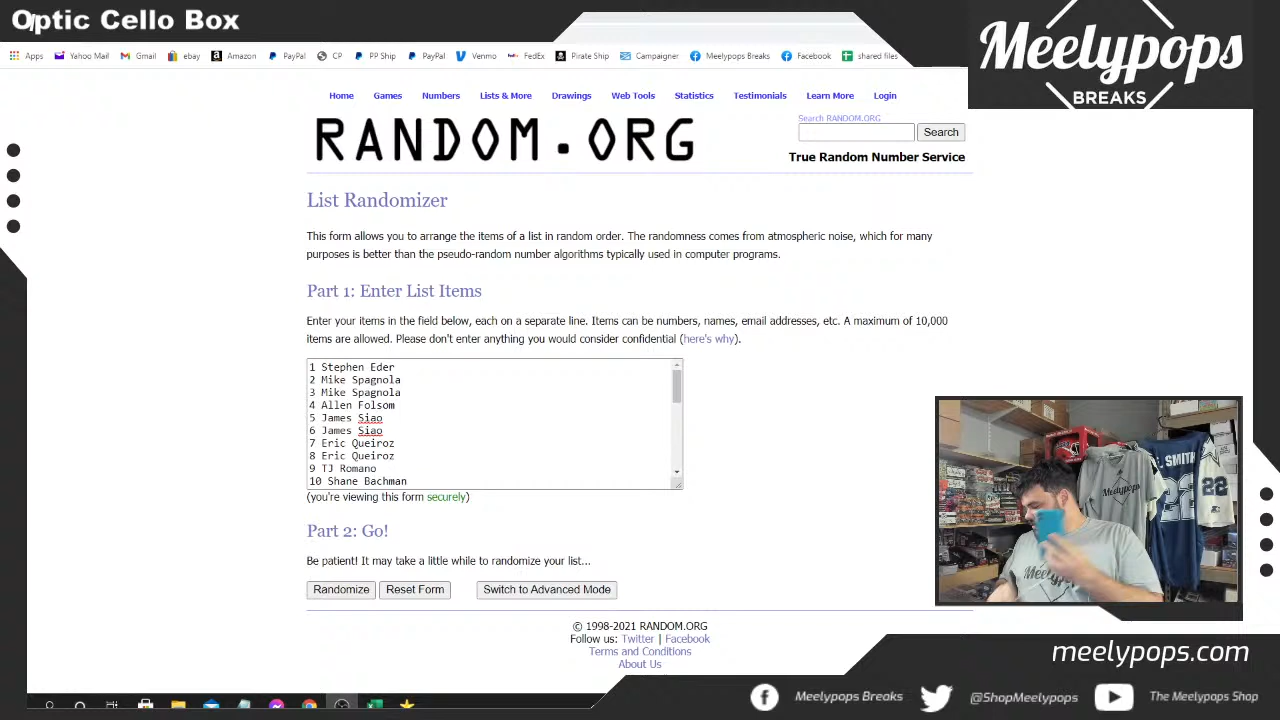 Optic Cello Box
Meelypops
BREAKS
Apps Yahoo Mail Gmail ebay Amazon PayPal CP PP Ship PayPal Venmo FedEx Pirate Ship Campaigner Meelypops Breaks Facebook shared files
Home Games Numbers Lists & More Drawings Web Tools Statistics Testimonials Learn More Login
RANDOM.ORG
Search RANDOM.ORG
Search
True Random Number Service
List Randomizer
This form allows you to arrange the items of a list in random order. The randomness comes from atmospheric noise, which for many
purposes is better than the pseudo-random number algorithms typically used in computer programs.
Part 1: Enter List Items
Enter your items in the field below, each on a separate line. Items can be numbers, names, email addresses, etc. A maximum of 10,000
items are allowed. Please don't enter anything you would consider confidential (here's why).
1 Stephen Eder
2 Mike Spagnola
3 Mike Spagnola
4 Allen Folsom
5 James Siao
6 James Siao
7 Eric Queiroz
8 Eric Queiroz
9 TJ Romano
10 Shane Bachman
(you're viewing this form securely)
Part 2: Go!
Be patient! It may take a little while to randomize your list...
Randomize Reset Form Switch to Advanced Mode
© 1998-2021 RANDOM.ORG
Follow us: Twitter | Facebook
Terms and Conditions
About Us
E. SMITH
22
22
Meelypops
Meelypops
meelypops.com
Meelypops Breaks @ShopMeelypops The Meelypops Shop